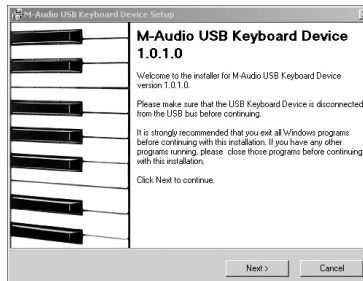 M-Audio USB Keyboard Device Setup
M-Audio USB Keyboard Device
1.0.1.0
Welcome to the installer for M-Audio USB Keyboard Device
version 1.0.1.0.
Please make sure that the USB Keyboard Device is disconnected
from the USB bus before continuing.
It is strongly recommended that you exit all Windows programs
before continuing with this installation. If you have any other
programs running, please close those programs before continuing
with this installation.
Click Next to continue.
Next >
Cancel